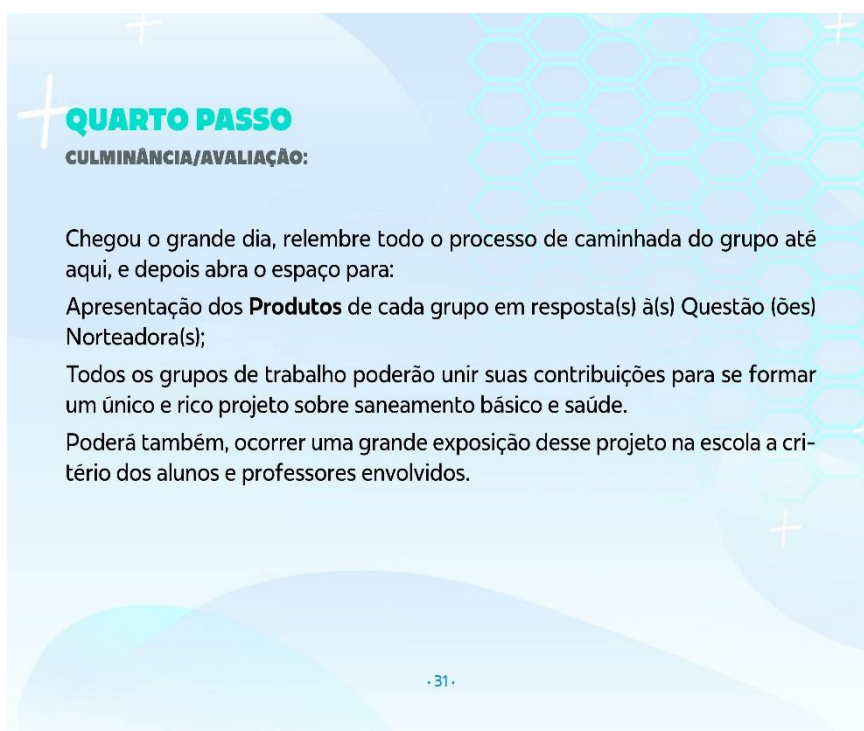 QUARTO PASSO
CULMINÂNCIA/AVALIAÇÃO:
Chegou o grande dia, relembre todo o processo de caminhada do grupo até
aqui, e depois abra o espaço para:
Apresentação dos Produtos de cada grupo em resposta(s) à(s) Questão (ões)
Norteadora(s);
Todos os grupos de trabalho poderão unir suas contribuições para se formar
um único e rico projeto sobre saneamento básico e saúde.
Poderá também, ocorrer uma grande exposição desse projeto na escola a cri-
tério dos alunos e professores envolvidos.
· 31 ·